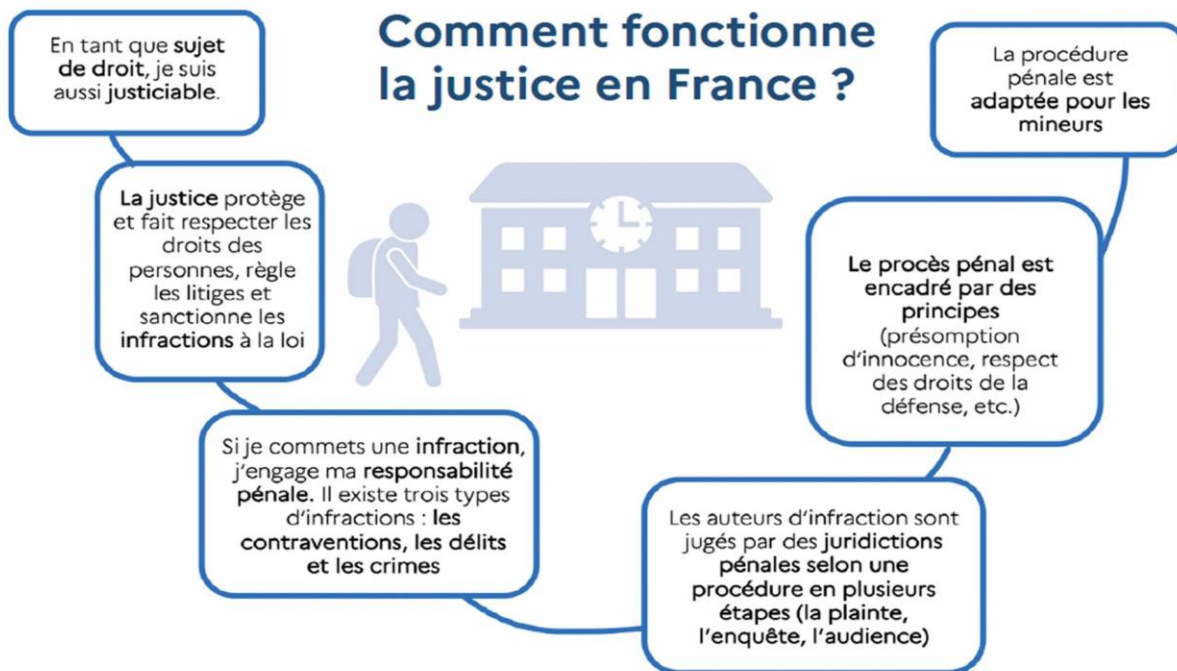 Comment fonctionne
la justice en France ?
En tant que sujet
de droit, je suis
aussi justiciable.
La justice protège
et fait respecter les
droits des
personnes, règle
les litiges et
sanctionne les
infractions à la loi
Si je commets une infraction,
j'engage ma responsabilité
pénale. Il existe trois types
d'infractions : les
contraventions, les délits
et les crimes
Les auteurs d'infraction sont
jugés par des juridictions
pénales selon une
procédure en plusieurs
étapes (la plainte,
l'enquête, l'audience)
Le procès pénal est
encadré par des
principes
(présomption
d'innocence, respect
des droits de la
défense, etc.)
La procédure
pénale est
adaptée pour les
mineurs